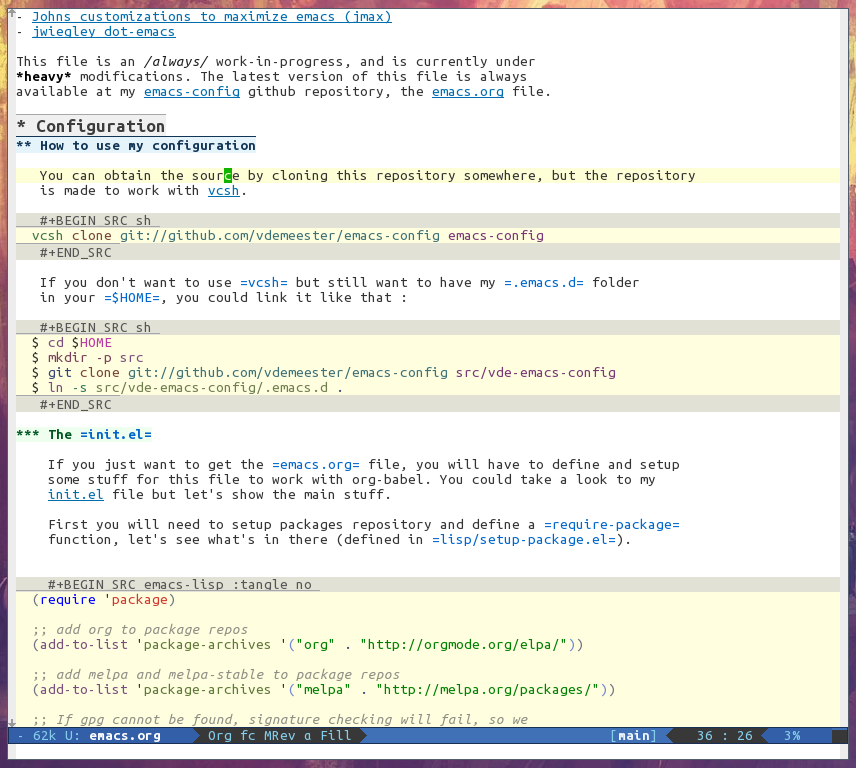 - Johns customizations to maximize emacs (jmax)
- jwiegley dot-emacs
This file is an /always/ work-in-progress, and is currently under
*heavy* modifications. The latest version of this file is always
available at my emacs-config github repository, the emacs.org file.
* Configuration
** How to use my configuration
You can obtain the source by cloning this repository somewhere, but the repository
is made to work with vcsh.
#+BEGIN_SRC sh
vcsh clone git://github.com/vdemeester/emacs-config emacs-config
#+END_SRC
If you don't want to use =vcsh= but still want to have my =.emacs.d= folder
in your =$HOME=, you could link it like that :
#+BEGIN_SRC sh
$ cd $HOME
$ mkdir -p src
$ git clone git://github.com/vdemeester/emacs-config src/vde-emacs-config
$ ln -s src/vde-emacs-config/.emacs.d .
#+END_SRC
*** The =init.el=
If you just want to get the =emacs.org= file, you will have to define and setup
some stuff for this file to work with org-babel. You could take a look to my
init.el file but let's show the main stuff.
First you will need to setup packages repository and define a =require-package=
function, let's see what's in there (defined in =lisp/setup-package.el=).
#+BEGIN_SRC emacs-lisp :tangle no
(require 'package)
;; add org to package repos
(add-to-list 'package-archives '("org" . "http://orgmode.org/elpa/"))
;; add melpa and melpa-stable to package repos
(add-to-list 'package-archives '("melpa" . "http://melpa.org/packages/"))
;; If gpg cannot be found, signature checking will fail, so we
- 62k U: emacs.org Org fc MRev α Fill [main] 36 : 26 3%